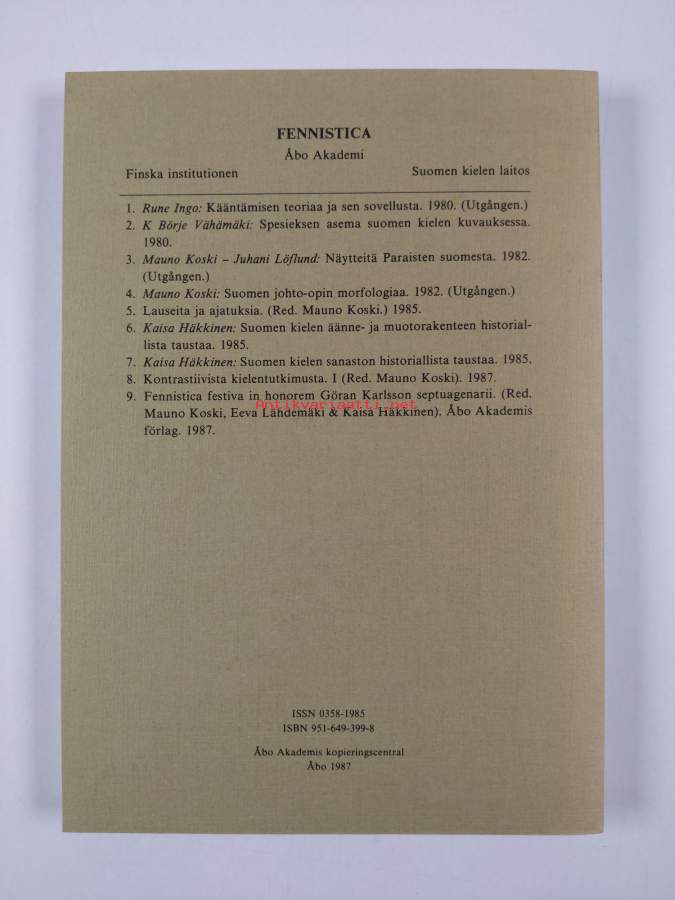 FENNISTICA
Åbo Akademi
Finska institutionen Suomen kielen laitos
1. Rune Ingo: Kääntämisen teoriaa ja sen sovellusta. 1980. (Utgången.)
2. K Börje Vähämäki: Spesieksen asema suomen kielen kuvauksessa.
1980.
3. Mauno Koski – Juhani Löflund: Näytteitä Paraisten suomesta. 1982.
(Utgången.)
4. Mauno Koski: Suomen johto-opin morfologiaa. 1982. (Utgången.)
5. Lauseita ja ajatuksia. (Red. Mauno Koski.) 1985.
6. Kaisa Häkkinen: Suomen kielen äänne- ja muotorakenteen historial-
lista taustaa. 1985.
7. Kaisa Häkkinen: Suomen kielen sanaston historiallista taustaa. 1985.
8. Kontrastiivista kielentutkimusta. I (Red. Mauno Koski). 1987.
9. Fennistica festiva in honorem Göran Karlsson septuagenarii. (Red.
Antikvariaatti.net
Mauno Koski, Eeva Lähdemäki & Kaisa Häkkinen). Åbo Akademis
förlag. 1987.
ISSN 0358-1985
ISBN 951-649-399-8
Åbo Akademis kopieringscentral
Åbo 1987